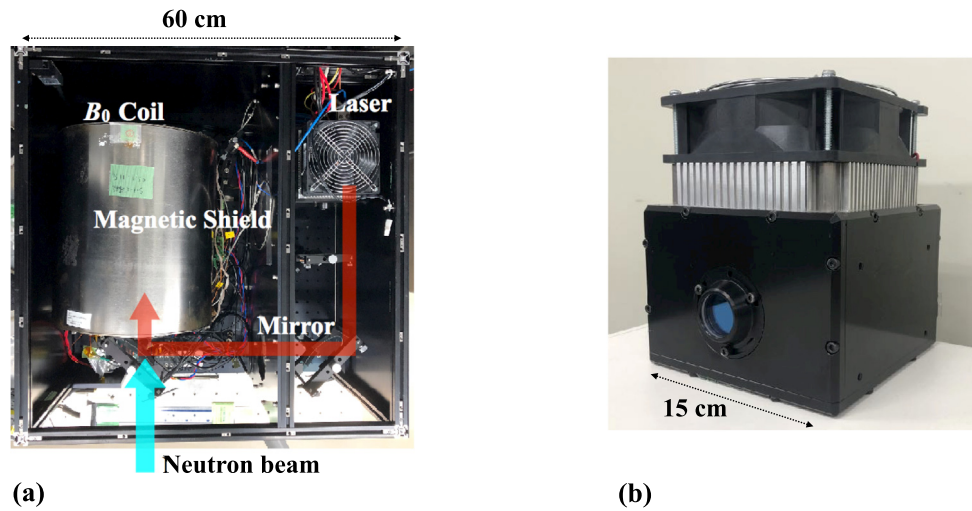 60 cm
B0 Coil
Laser
Magnetic Shield
Mirror
Neutron beam
15 cm
(a)
(b)